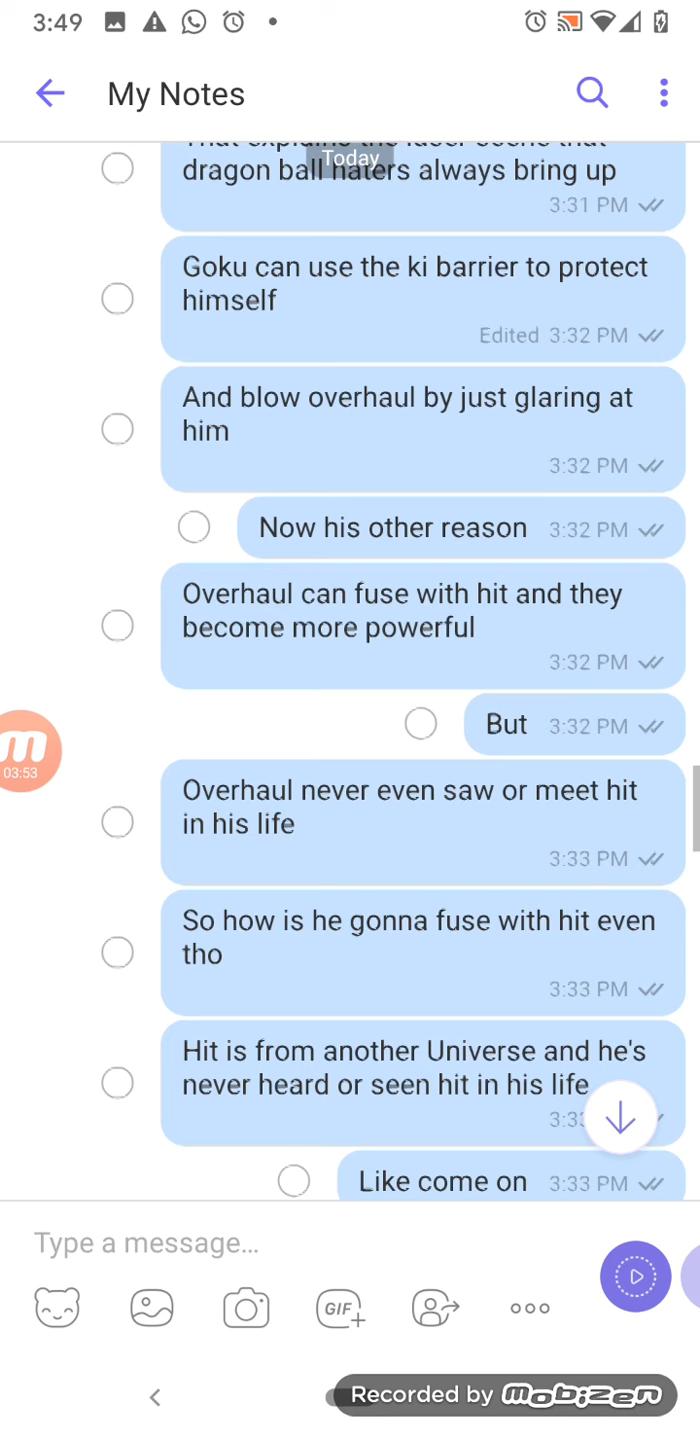 3:49
My Notes
Today
dragon ball haters always bring up
3:31 PM
Goku can use the ki barrier to protect
himself
Edited 3:32 PM
And blow overhaul by just glaring at
him
3:32 PM
Now his other reason 3:32 PM
Overhaul can fuse with hit and they
become more powerful
3:32 PM
But 3:32 PM
Overhaul never even saw or meet hit
in his life
3:33 PM
So how is he gonna fuse with hit even
tho
3:33 PM
Hit is from another Universe and he's
never heard or seen hit in his life
Like come on 3:33 PM
03:53
Type a message...
GIF
Recorded by mobizen